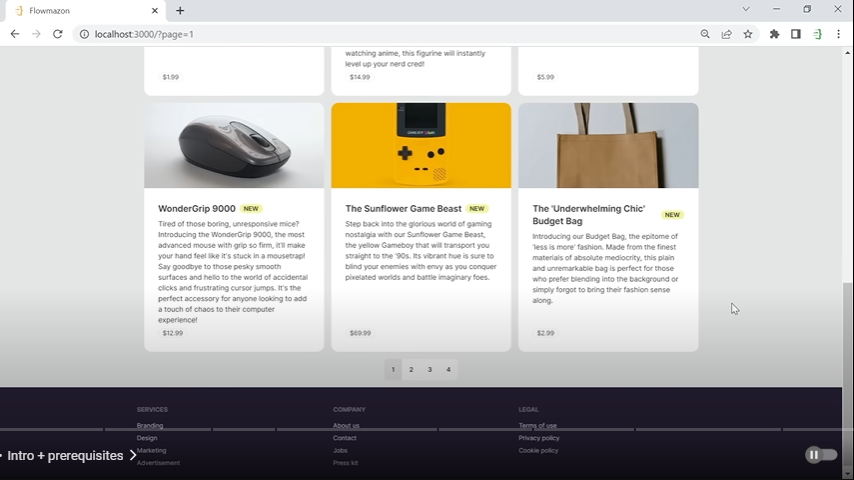 Flowmazon
localhost:3000/?page=1
watching anime, this figurine will instantly
level up your nerd cred!
$1.99
$14.99
$5.99
WonderGrip 9000 NEW
Tired of those boring, unresponsive mice?
Introducing the WonderGrip 9000, the most
advanced mouse with grip so firm, it'll make
your hand feel like it's stuck in a mousetrap!
Say goodbye to those pesky smooth
surfaces and hello to the world of accidental
clicks and frustrating cursor jumps. It's the
perfect accessory for anyone looking to add
a touch of chaos to their computer
experience!
$12.99
The Sunflower Game Beast NEW
Step back into the glorious world of gaming
nostalgia with our Sunflower Game Beast,
the yellow Gameboy that will transport you
straight to the '90s. Its vibrant hue is sure to
blind your enemies with envy as you conquer
pixelated worlds and battle imaginary foes.
$69.99
The 'Underwhelming Chic'
Budget Bag NEW
Introducing our Budget Bag, the epitome of
'less is more' fashion. Made from the finest
materials of absolute mediocrity, this plain
and unremarkable bag is perfect for those
who prefer blending into the background or
simply forgot to bring their fashion sense
along.
$2.99
1 2 3 4
SERVICES
Branding
Design
Marketing
Advertisement
COMPANY
About us
Contact
Jobs
Press kit
LEGAL
Terms of use
Privacy policy
Cookie policy
• Intro + prerequisites >